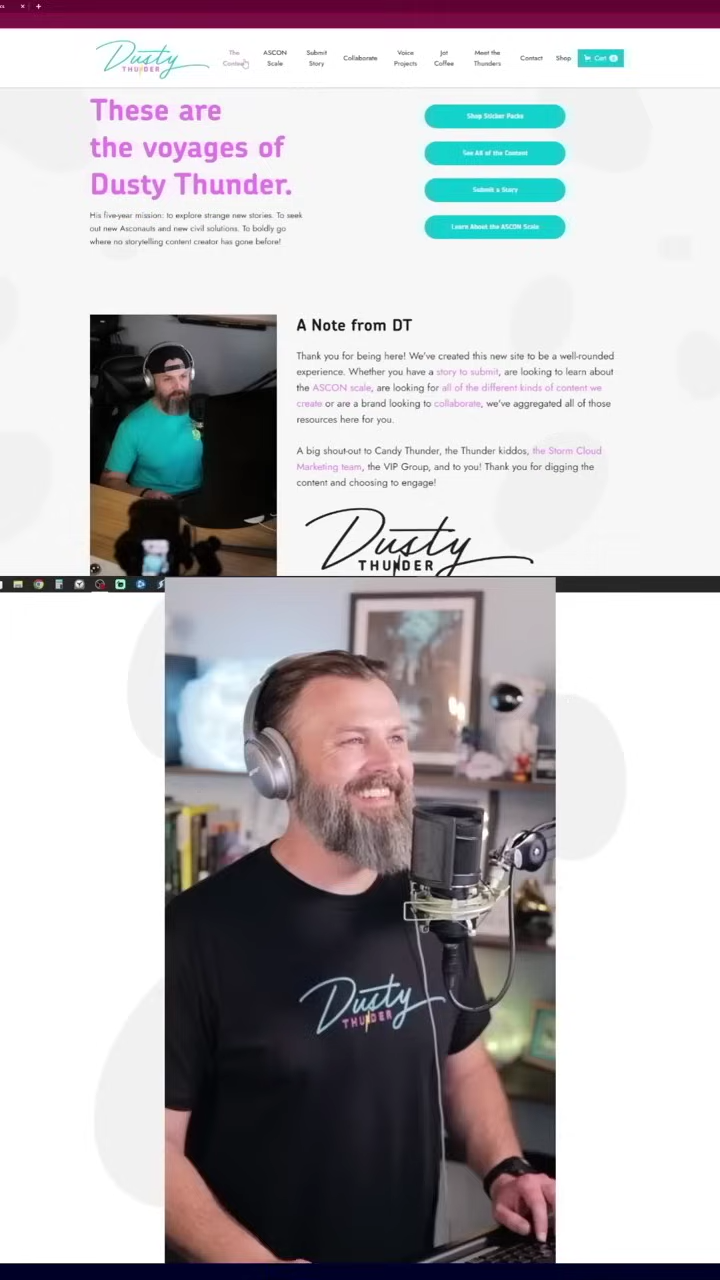 Dusty
THUNDER
The
Content
ASCON
Scale
Submit
Story
Collaborate
Voice
Projects
Jot
Coffee
Meet the
Thunders
Contact
Shop
Cart 0
These are
the voyages of
Dusty Thunder.
His five-year mission: to explore strange new stories. To seek
out new Asconauts and new civil solutions. To boldly go
where no storytelling content creator has gone before!
Shop Sticker Packs
See All of the Content
Submit a Story
Learn About the ASCON Scale
A Note from DT
Thank you for being here! We've created this new site to be a well-rounded
experience. Whether you have a story to submit, are looking to learn about
the ASCON scale, are looking for all of the different kinds of content we
create or are a brand looking to collaborate, we've aggregated all of those
resources here for you.
A big shout-out to Candy Thunder, the Thunder kiddos, the Storm Cloud
Marketing team, the VIP Group, and to you! Thank you for digging the
content and choosing to engage!
Dusty
THUNDER
Dusty
THUNDER